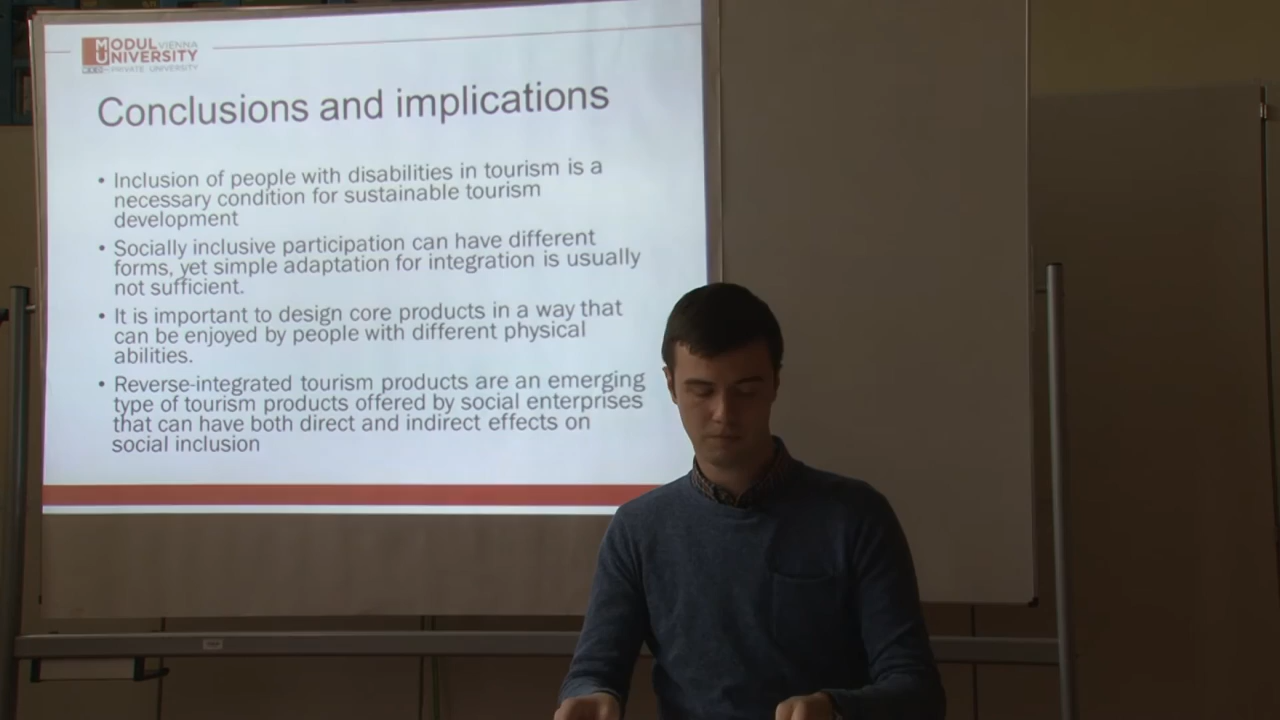 MODUL VIENNA
UNIVERSITY
PRIVATE UNIVERSITY
Conclusions and implications
• Inclusion of people with disabilities in tourism is a
necessary condition for sustainable tourism
development
• Socially inclusive participation can have different
forms, yet simple adaptation for integration is usually
not sufficient.
• It is important to design core products in a way that
can be enjoyed by people with different physical
abilities.
• Reverse-integrated tourism products are an emerging
type of tourism products offered by social enterprises
that can have both direct and indirect effects on
social inclusion